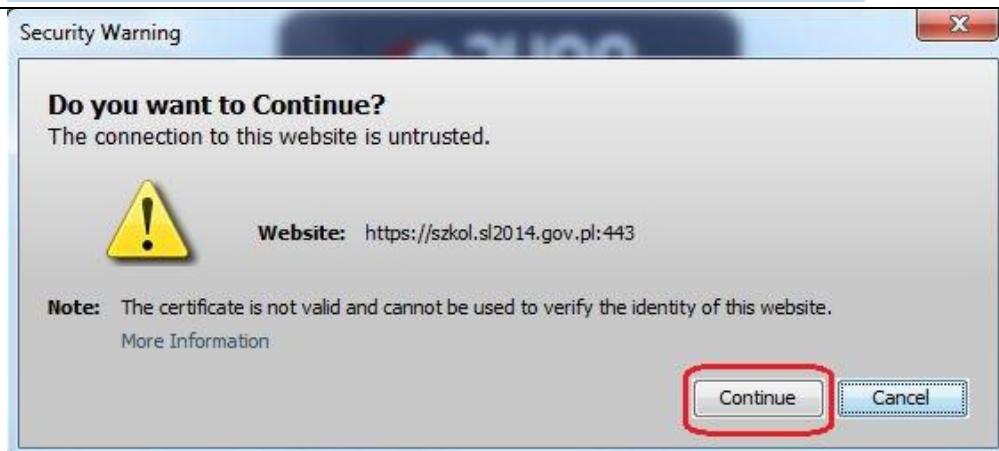 Security Warning
Do you want to Continue?
The connection to this website is untrusted.
Website: https://szkol.sl2014.gov.pl:443
Note: The certificate is not valid and cannot be used to verify the identity of this website.
More Information
Continue Cancel